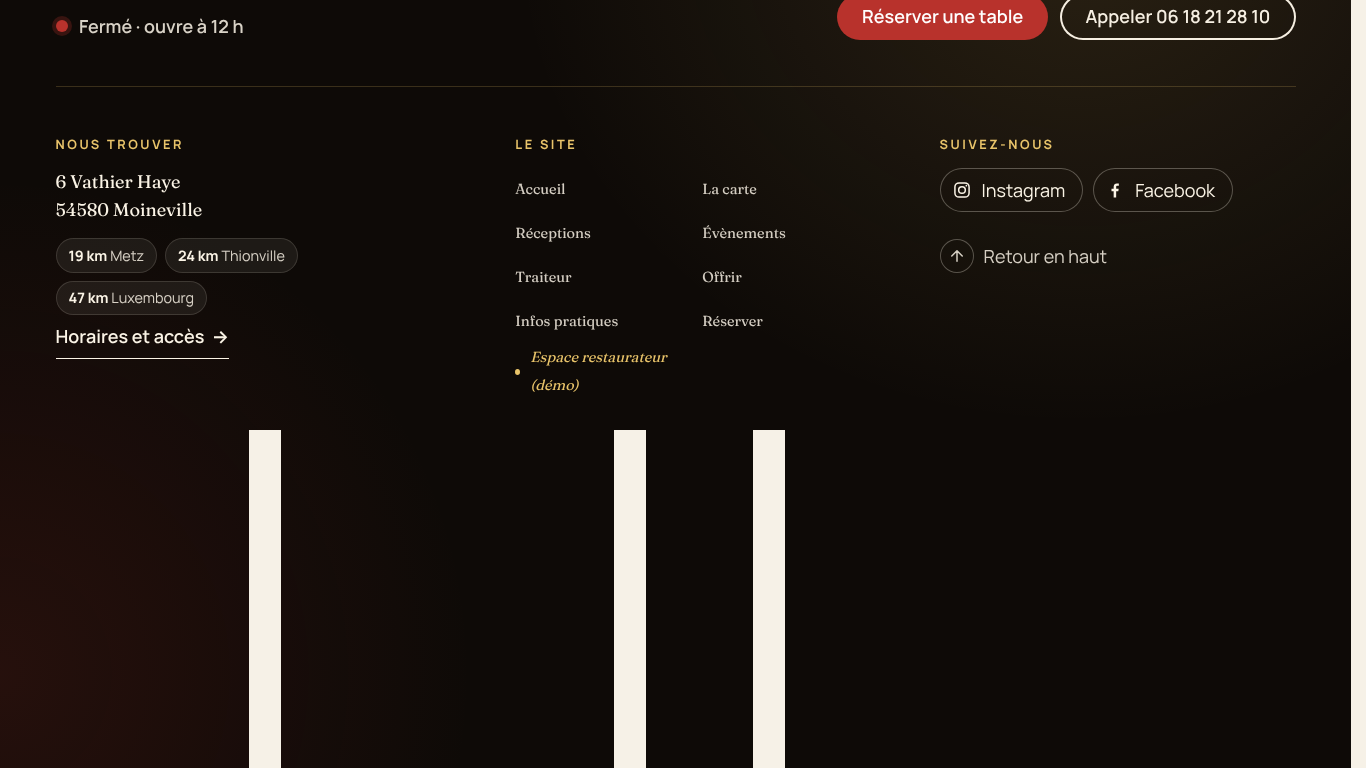 Fermé · ouvre à 12 h
Réserver une table
Appeler 06 18 21 28 10
NOUS TROUVER
6 Vathier Haye
54580 Moineville
19 km Metz
24 km Thionville
47 km Luxembourg
Horaires et accès →
LE SITE
Accueil
La carte
Réceptions
Évènements
Traiteur
Offrir
Infos pratiques
Réserver
Espace restaurateur
(démo)
SUIVEZ-NOUS
Instagram
Facebook
Retour en haut